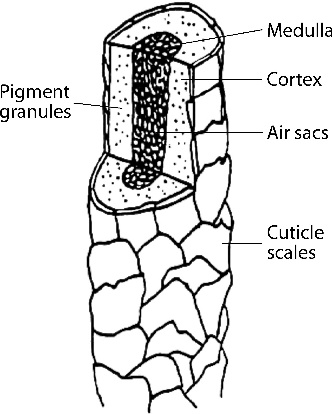 Medulla
Cortex
Pigment
granules
Air sacs
Cuticle
scales